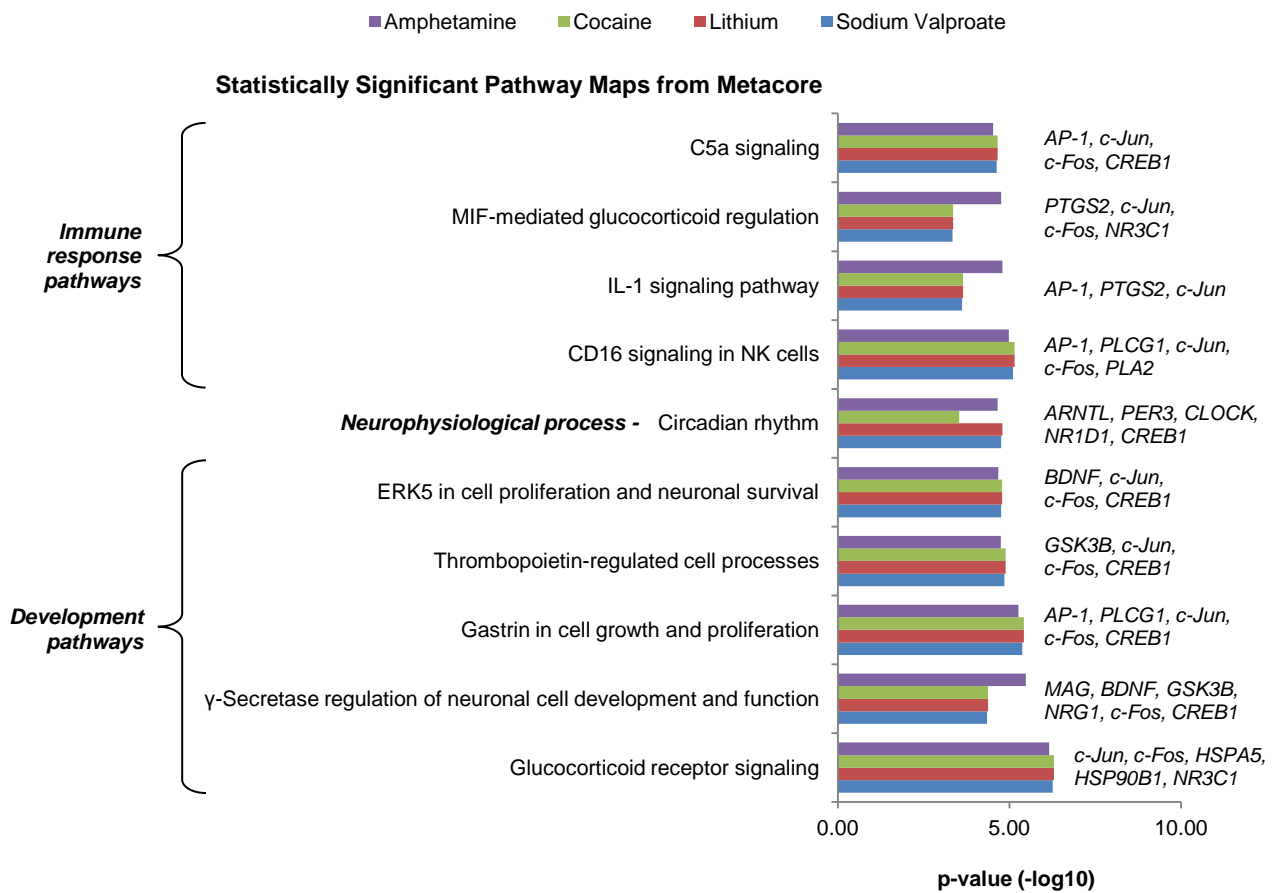 Amphetamine Cocaine Lithium Sodium Valproate
Statistically Significant Pathway Maps from Metacore
Immune
response
pathways
C5a signaling
AP-1, c-Jun,
c-Fos, CREB1
MIF-mediated glucocorticoid regulation
PTGS2, c-Jun,
c-Fos, NR3C1
IL-1 signaling pathway
AP-1, PTGS2, c-Jun
CD16 signaling in NK cells
AP-1, PLCG1, c-Jun,
c-Fos, PLA2
Neurophysiological process - Circadian rhythm
ARNTL, PER3, CLOCK,
NR1D1, CREB1
Development
pathways
ERK5 in cell proliferation and neuronal survival
BDNF, c-Jun,
c-Fos, CREB1
Thrombopoietin-regulated cell processes
GSK3B, c-Jun,
c-Fos, CREB1
Gastrin in cell growth and proliferation
AP-1, PLCG1, c-Jun,
c-Fos, CREB1
γ-Secretase regulation of neuronal cell development and function
MAG, BDNF, GSK3B,
NRG1, c-Fos, CREB1
Glucocorticoid receptor signaling
c-Jun, c-Fos, HSPA5,
HSP90B1, NR3C1
0.00 5.00 10.00
p-value (-log10)